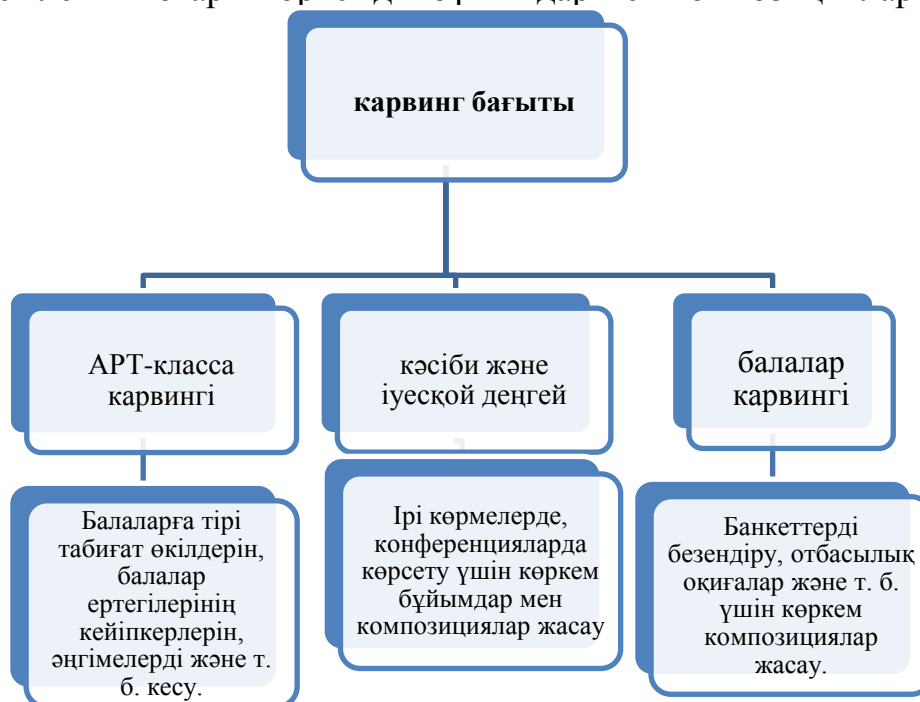 карвинг бағыты
АРТ-класса
карвингі
кәсіби және
іуесқой деңгей
балалар
карвингі
Балаларға тірі
табиғат өкілдерін,
балалар
ертегілерінің
кейіпкерлерін,
әңгімелерді және т.
б. кесу.
Ірі көрмелерде,
конференцияларда
көрсету үшін көркем
бұйымдар мен
композициялар жасау
Банкеттерді
безендіру, отбасылық
оқиғалар және т. б.
үшін көркем
композициялар
жасау.